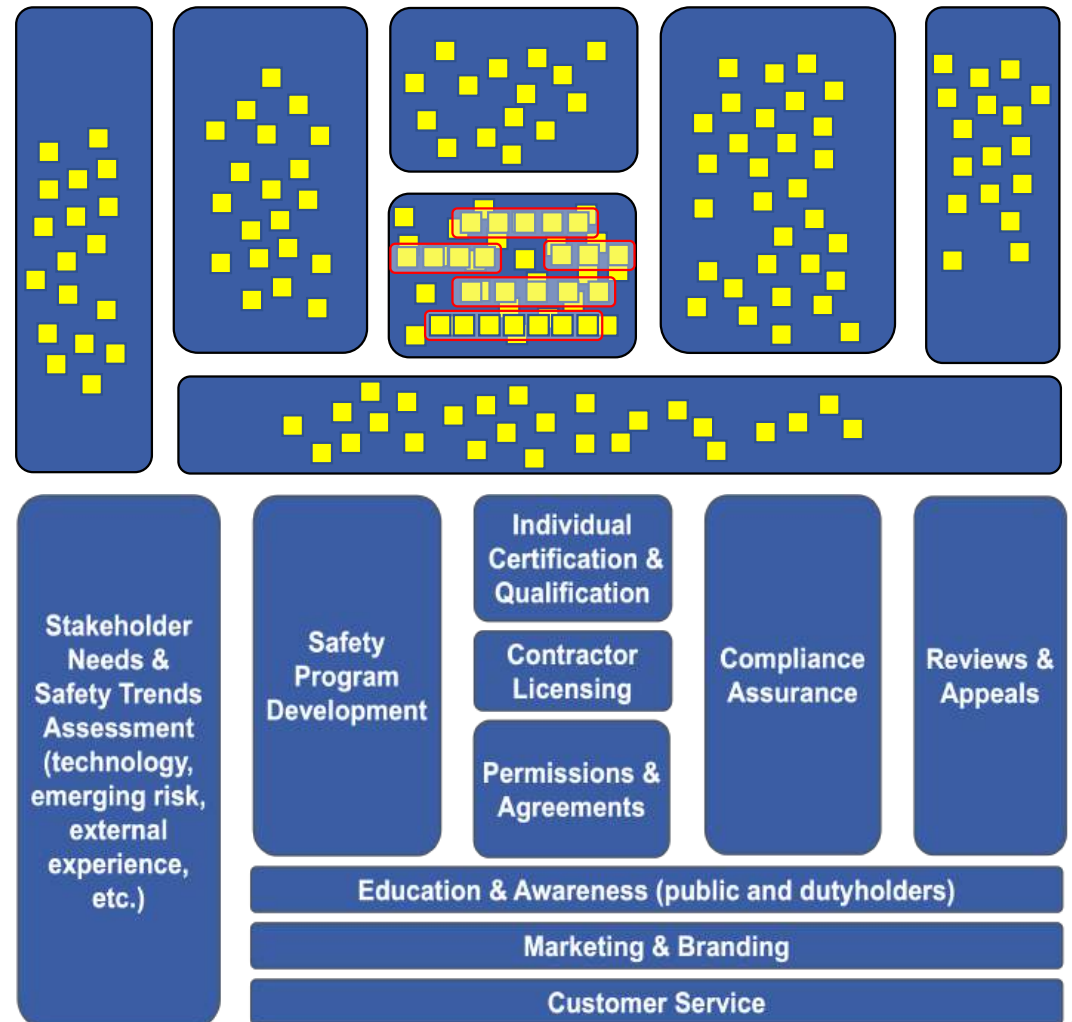 Stakeholder
Needs &
Safety Trends
Assessment
(technology,
emerging risk,
external
experience,
etc.)
Safety
Program
Development
Individual
Certification &
Qualification
Contractor
Licensing
Permissions &
Agreements
Compliance
Assurance
Reviews &
Appeals
Education & Awareness (public and dutyholders)
Marketing & Branding
Customer Service